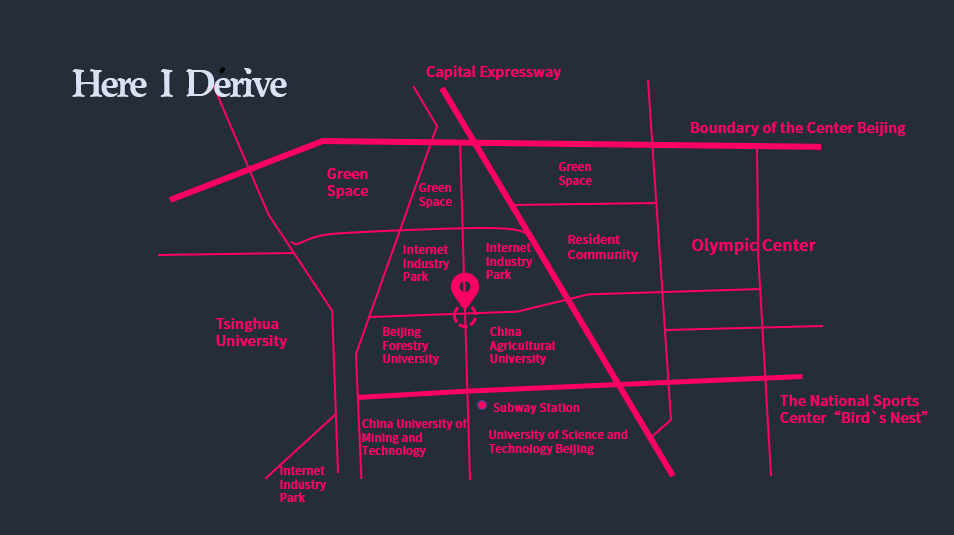 Here I Dérive
Capital Expressway
Boundary of the Center Beijing
Green
Space
Green
Space
Green
Space
Internet
Industry
Park
Internet
Industry
Park
Resident
Community
Olympic Center
Tsinghua
University
Beijing
Forestry
University
China
Agricultural
University
Subway Station
The National Sports
Center “Bird`s Nest”
China University of
Mining and
Technology
University of Science and
Technology Beijing
Internet
Industry
Park